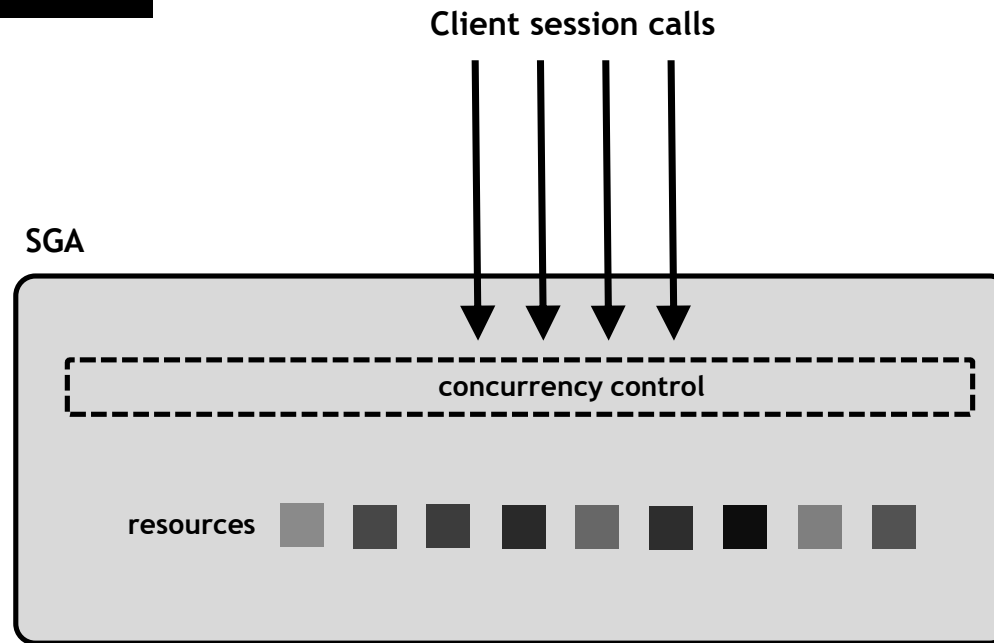 Client session calls
SGA
concurrency control
resources